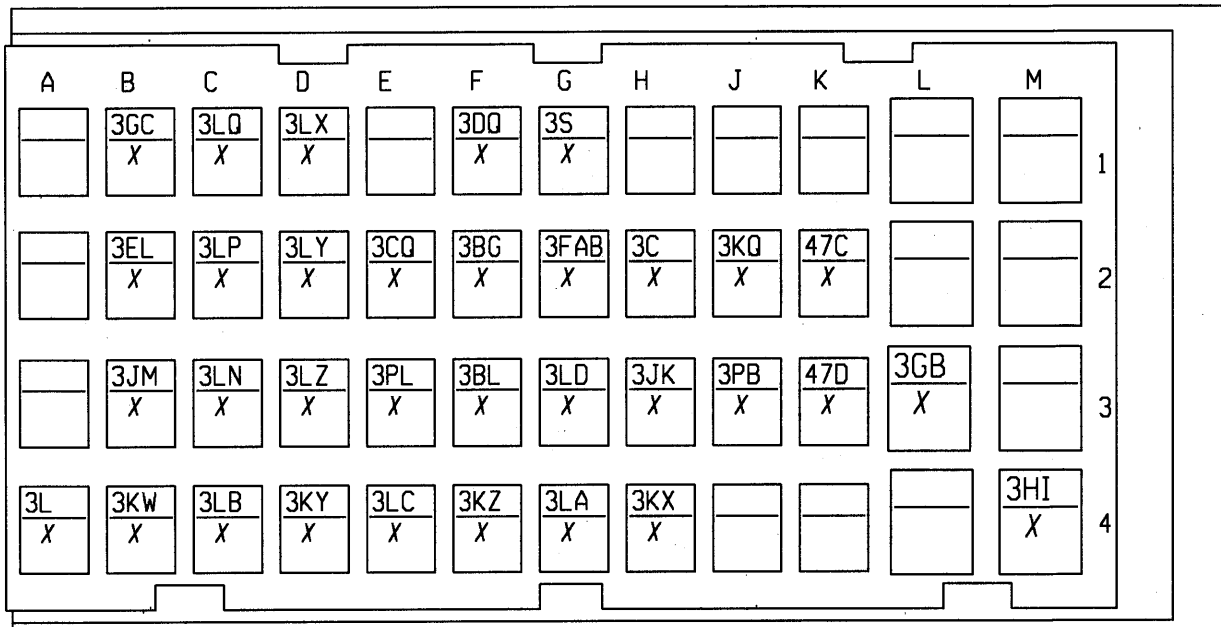 A B C D E F G H J K L M
3GC 3LQ 3LX 3DQ 3S
X X X X X
1
3EL 3LP 3LY 3CQ 3BG 3FAB 3C 3KQ 47C
X X X X X X X X X
2
3JM 3LN 3LZ 3PL 3BL 3LD 3JK 3PB 47D 3GB
X X X X X X X X X X
3
3L 3KW 3LB 3KY 3LC 3KZ 3LA 3KX 3HI
X X X X X X X X X
4